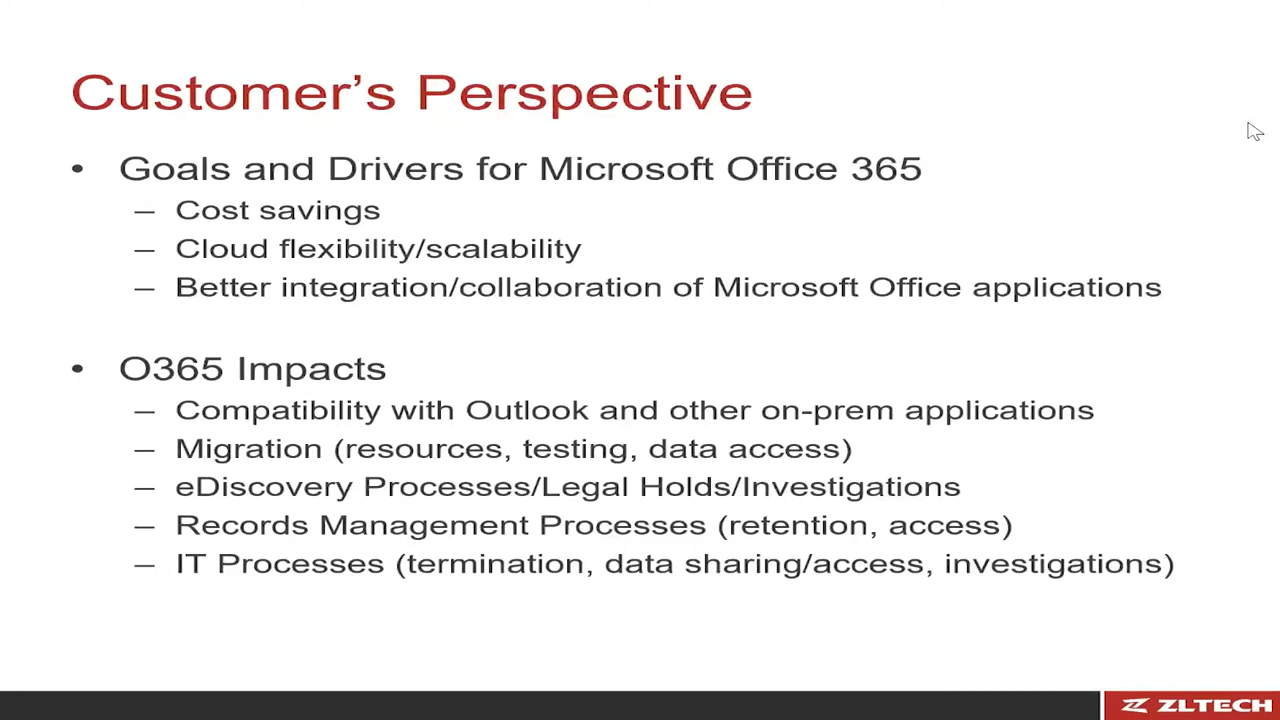 Customer’s Perspective
• Goals and Drivers for Microsoft Office 365
– Cost savings
– Cloud flexibility/scalability
– Better integration/collaboration of Microsoft Office applications
• O365 Impacts
– Compatibility with Outlook and other on-prem applications
– Migration (resources, testing, data access)
– eDiscovery Processes/Legal Holds/Investigations
– Records Management Processes (retention, access)
– IT Processes (termination, data sharing/access, investigations)
ZLTECH